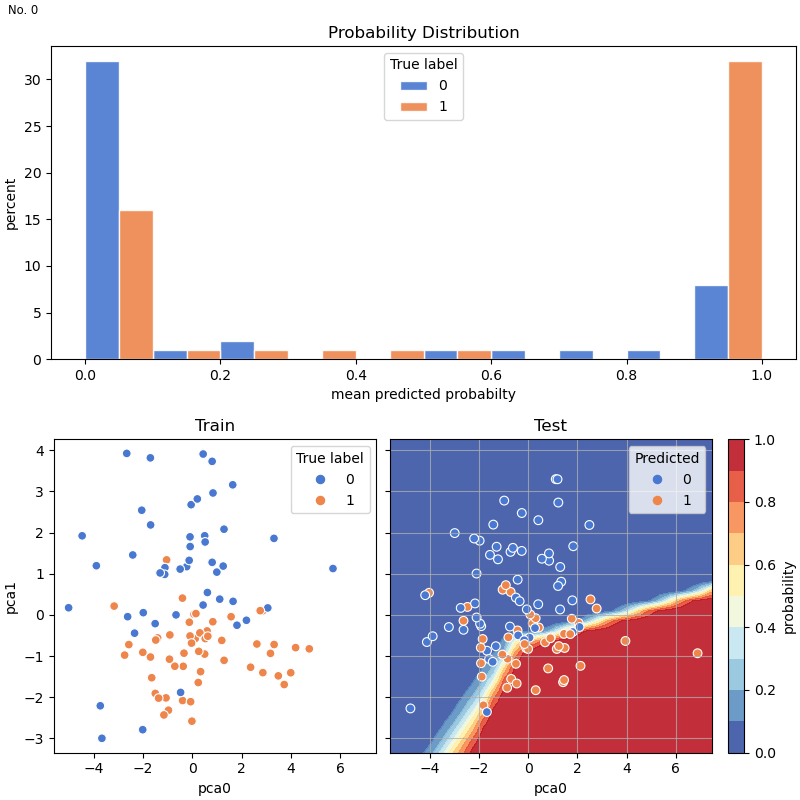 No. 0
Probability Distribution
True label
0
1
30
25
20
15
10
5
0
percent
0.0 0.2 0.4 0.6 0.8 1.0
mean predicted probabilty
Train
True label
0
1
4
3
2
1
0
−1
−2
−3
pca1
−4 −2 0 2 4 6
pca0
Test
Predicted
0
1
−4 −2 0 2 4 6
pca0
1.0
0.8
0.6
0.4
0.2
0.0
probability